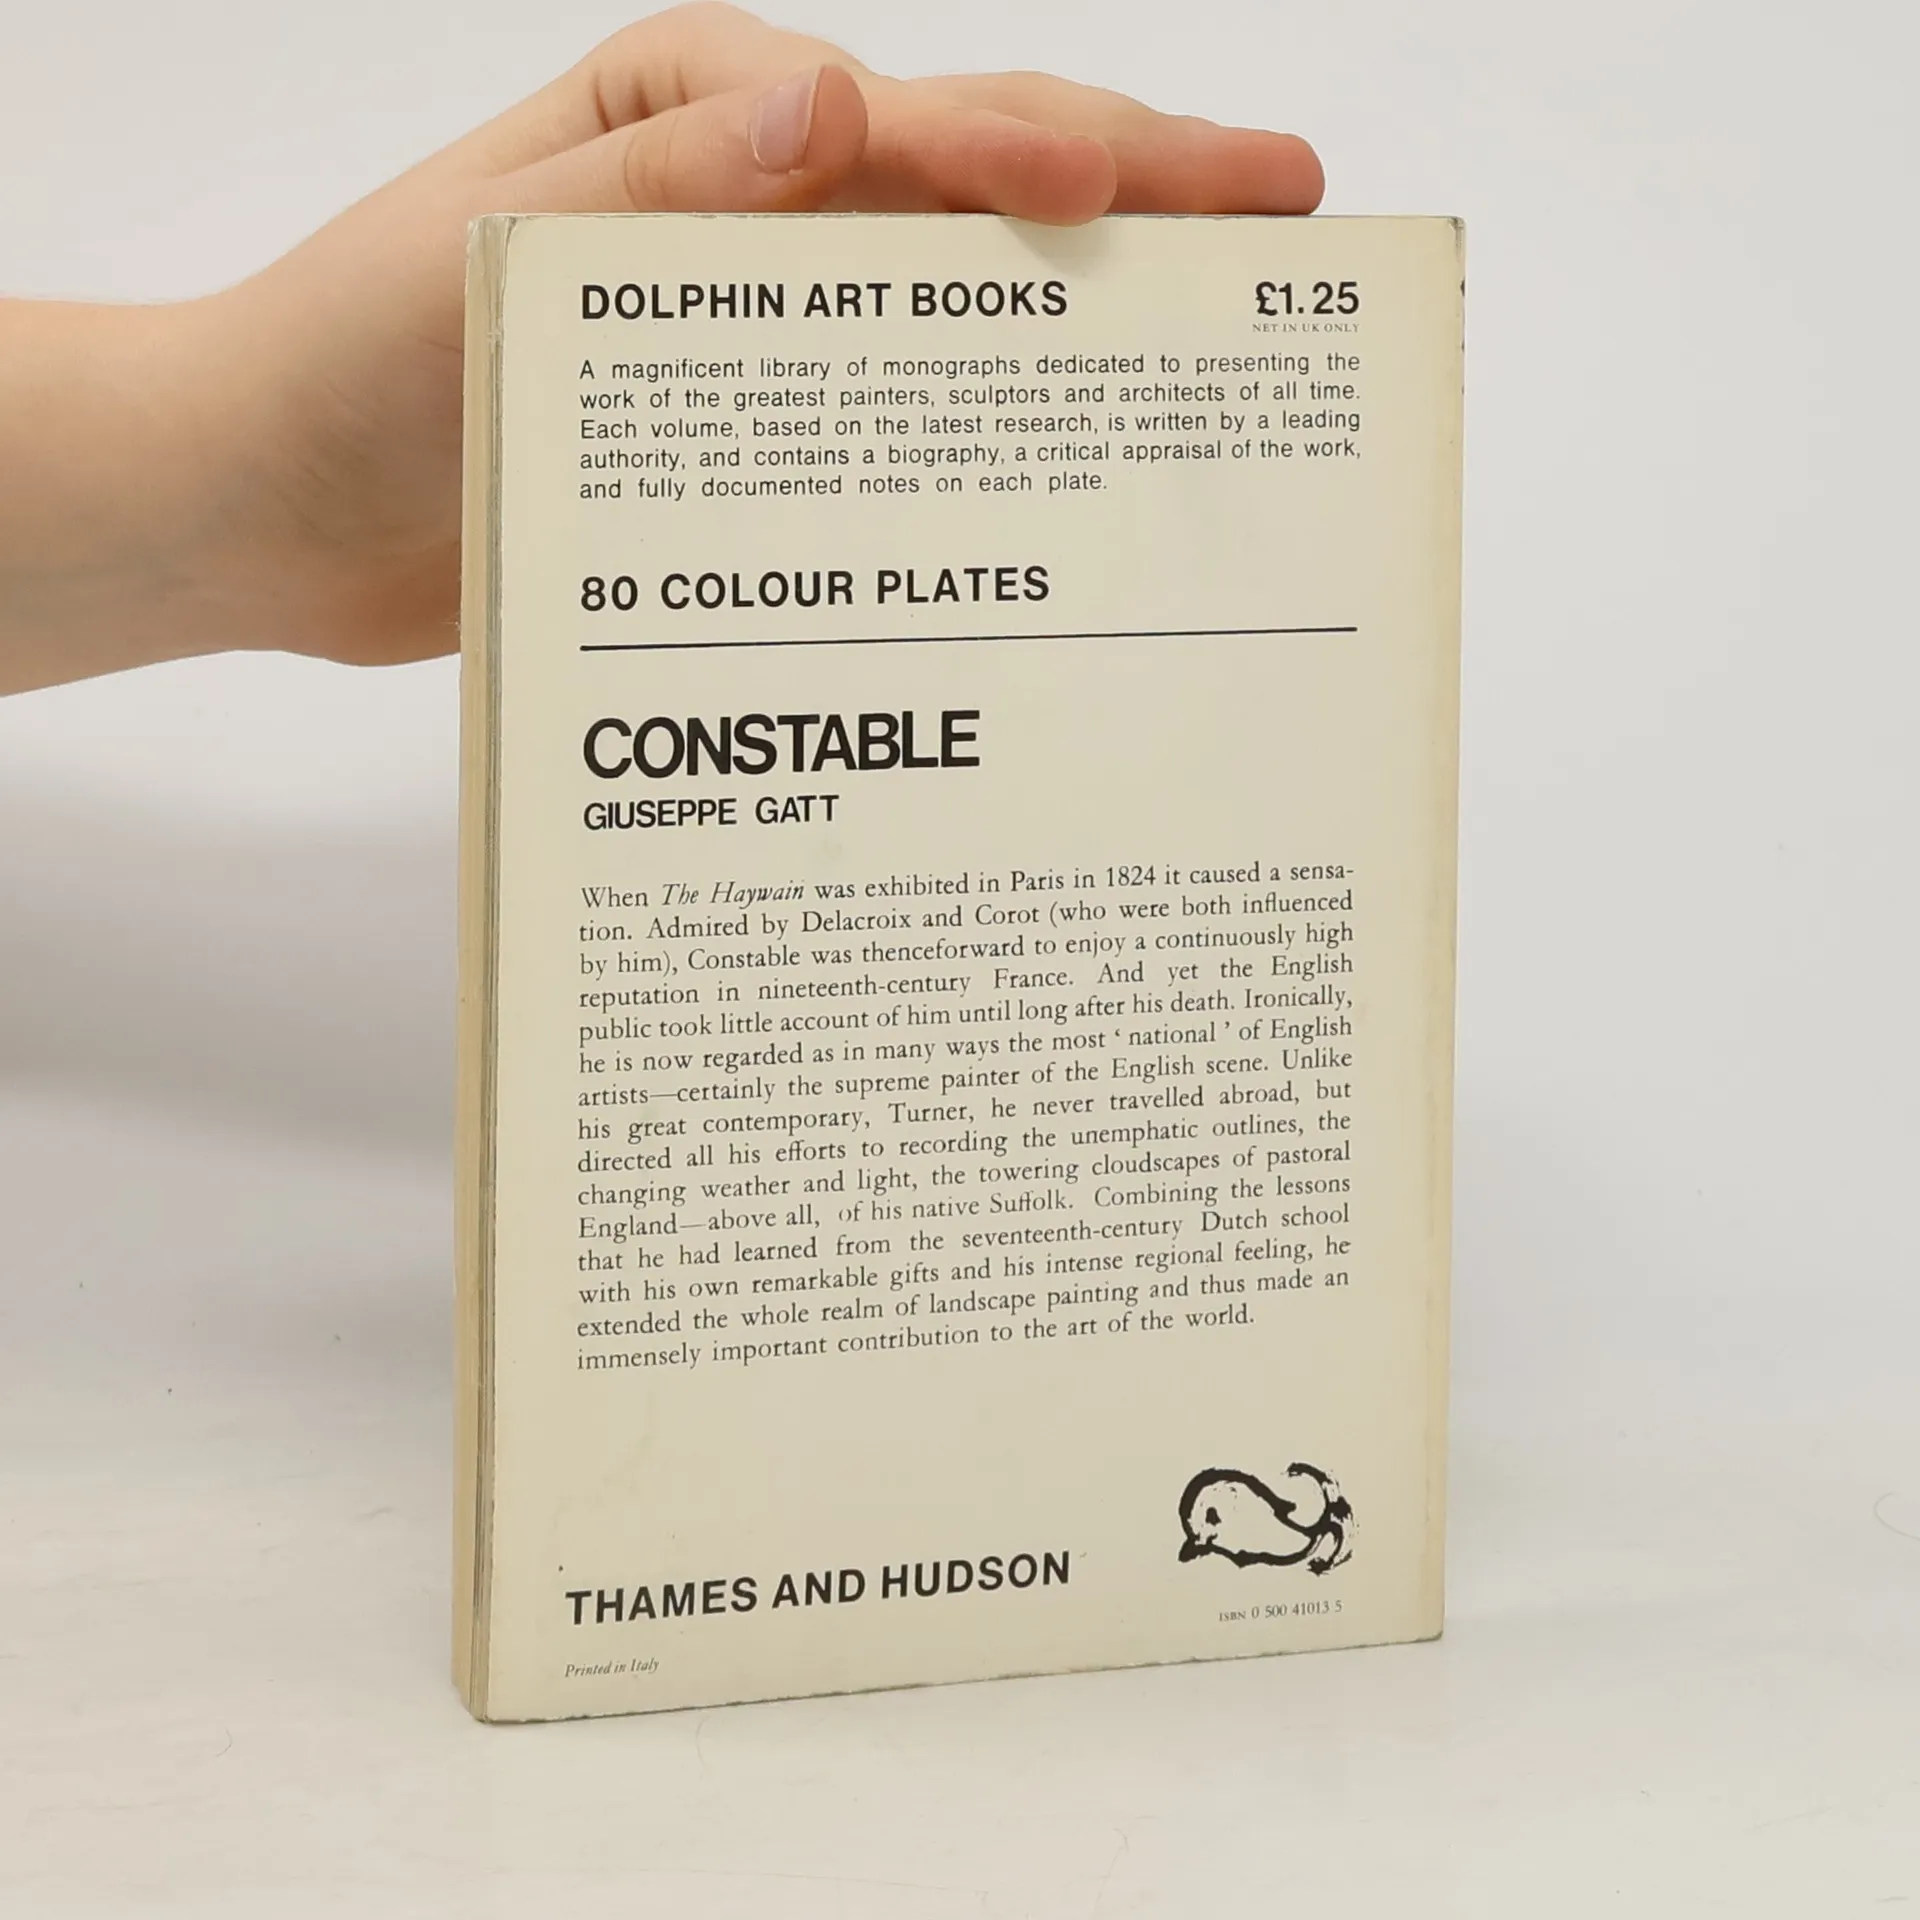 DOLPHIN ART BOOKS £1.25
NET IN UK ONLY
A magnificent library of monographs dedicated to presenting the
work of the greatest painters, sculptors and architects of all time.
Each volume, based on the latest research, is written by a leading
authority, and contains a biography, a critical appraisal of the work,
and fully documented notes on each plate.
80 COLOUR PLATES
CONSTABLE
GIUSEPPE GATT
When The Haywain was exhibited in Paris in 1824 it caused a sensa-
tion. Admired by Delacroix and Corot (who were both influenced
by him), Constable was thenceforward to enjoy a continuously high
reputation in nineteenth-century France. And yet the English
public took little account of him until long after his death. Ironically,
he is now regarded as in many ways the most ‘ national ’ of English
artists—certainly the supreme painter of the English scene. Unlike
his great contemporary, Turner, he never travelled abroad, but
directed all his efforts to recording the unemphatic outlines, the
changing weather and light, the towering cloudscapes of pastoral
England—above all, of his native Suffolk. Combining the lessons
that he had learned from the seventeenth-century Dutch school
with his own remarkable gifts and his intense regional feeling, he
extended the whole realm of landscape painting and thus made an
immensely important contribution to the art of the world.
THAMES AND HUDSON
ISBN 0 500 41013 5
Printed in Italy